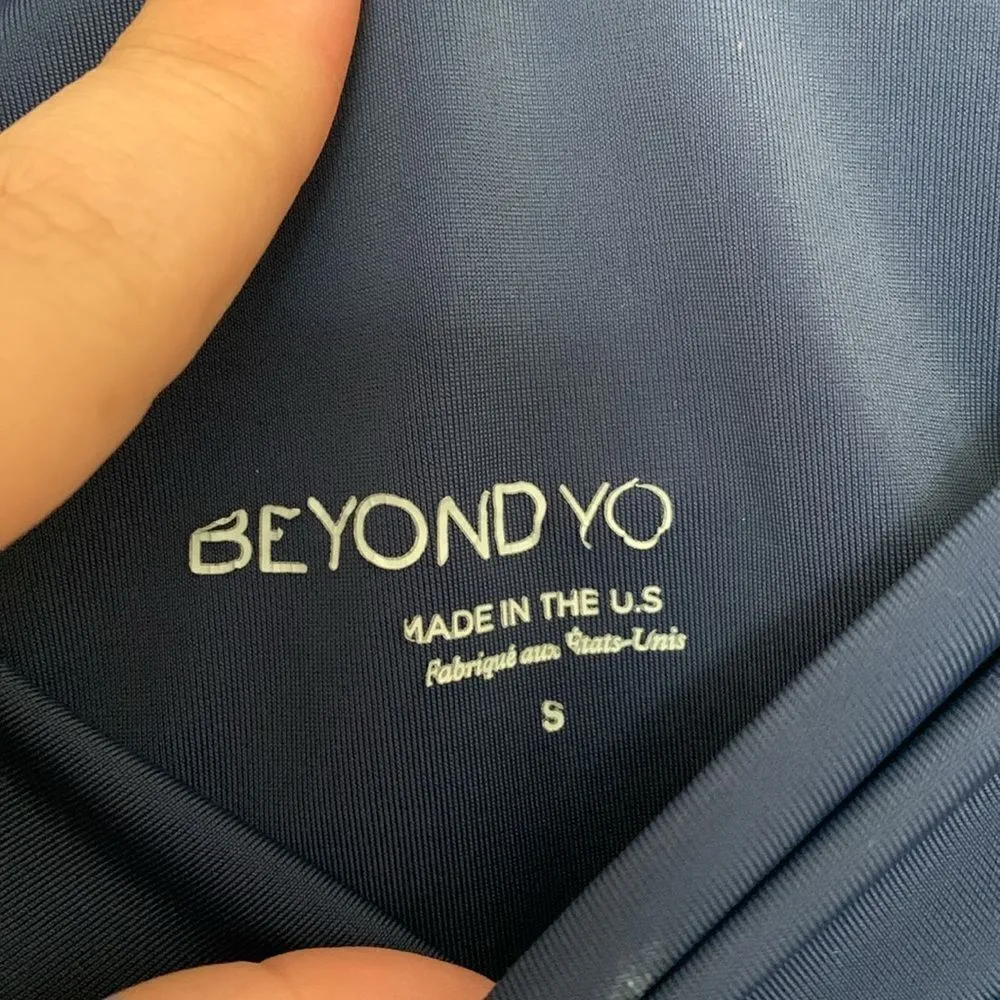 BEYOND YO
MADE IN THE U.S
Fabriqué aux États-Unis
S